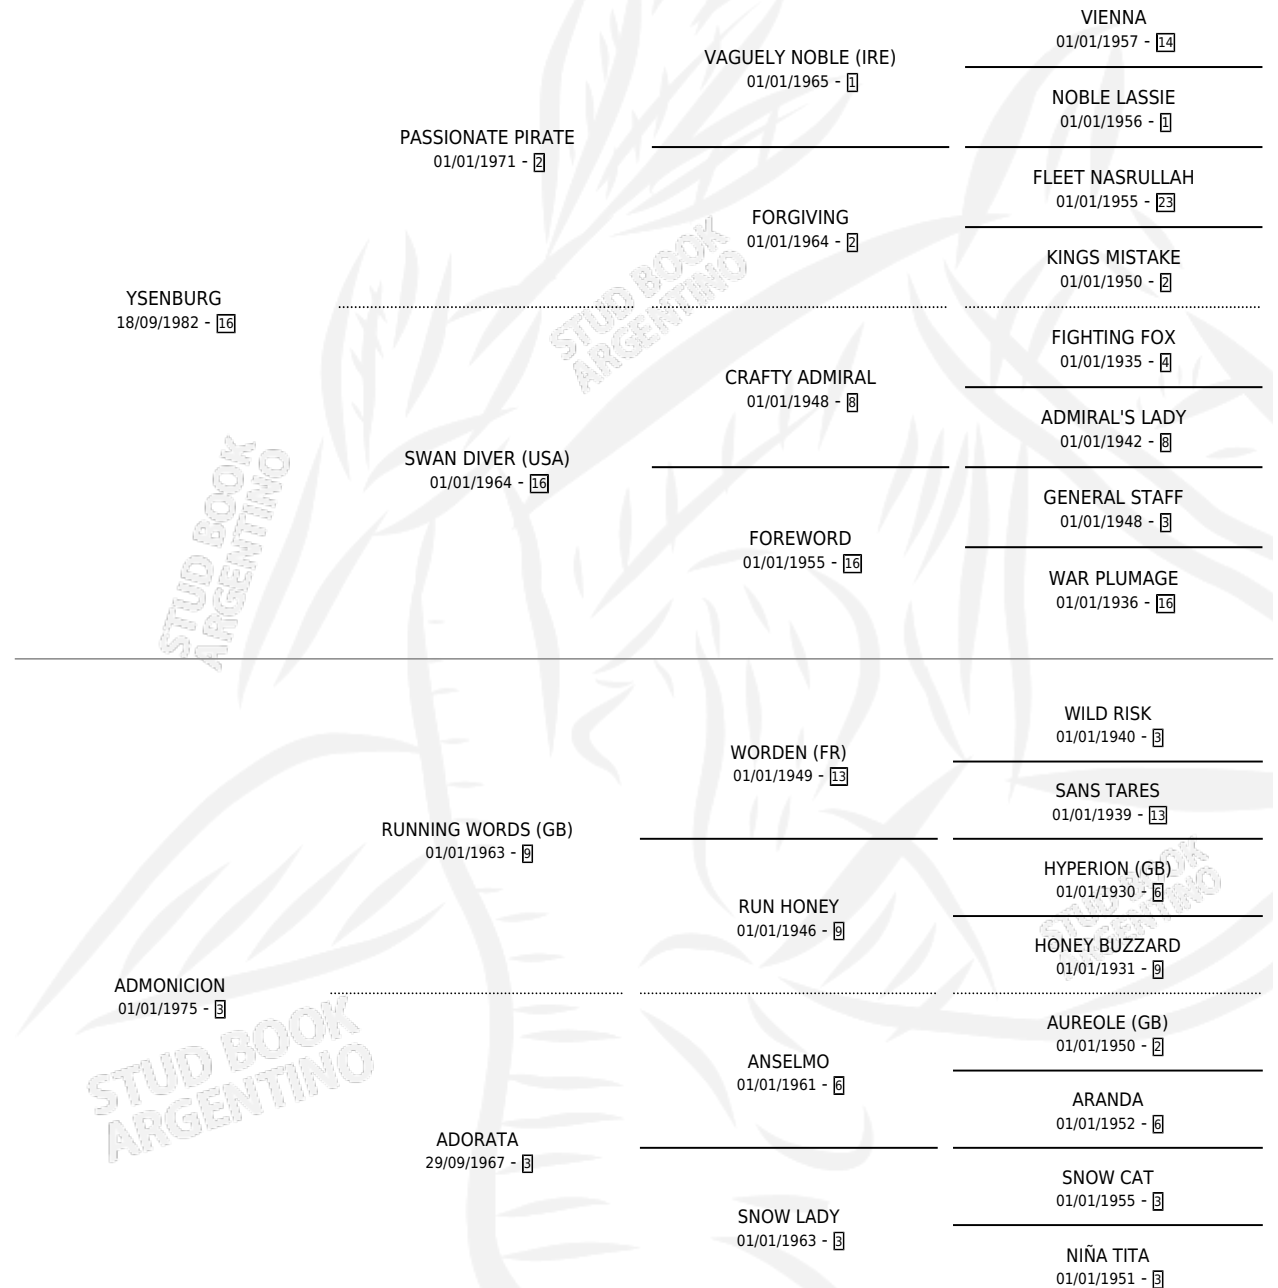 VIENNA
01/01/1957 - 14
VAGUELY NOBLE (IRE)
01/01/1965 - 1
NOBLE LASSIE
01/01/1956 - 1
PASSIONATE PIRATE
01/01/1971 - 2
FLEET NASRULLAH
01/01/1955 - 23
FORGIVING
01/01/1964 - 2
KINGS MISTAKE
01/01/1950 - 2
YSENBURG
18/09/1982 - 16
FIGHTING FOX
01/01/1935 - 4
CRAFTY ADMIRAL
01/01/1948 - 8
ADMIRAL'S LADY
01/01/1942 - 8
SWAN DIVER (USA)
01/01/1964 - 16
GENERAL STAFF
01/01/1948 - 3
FOREWORD
01/01/1955 - 16
WAR PLUMAGE
01/01/1936 - 16
WILD RISK
01/01/1940 - 3
WORDEN (FR)
01/01/1949 - 13
SANS TARES
01/01/1939 - 13
RUNNING WORDS (GB)
01/01/1963 - 9
HYPERION (GB)
01/01/1930 - 6
RUN HONEY
01/01/1946 - 9
HONEY BUZZARD
01/01/1931 - 9
ADMONICION
01/01/1975 - 3
AUREOLE (GB)
01/01/1950 - 2
ANSELMO
01/01/1961 - 6
ARANDA
01/01/1952 - 6
ADORATA
29/09/1967 - 3
SNOW CAT
01/01/1955 - 3
SNOW LADY
01/01/1963 - 3
NIÑA TITA
01/01/1951 - 3
STUD BOOK
ARGENTINO
STUD BOOK
ARGENTINO
STUD BOOK
ARGENTINO
STUD BOOK
ARGENTINO